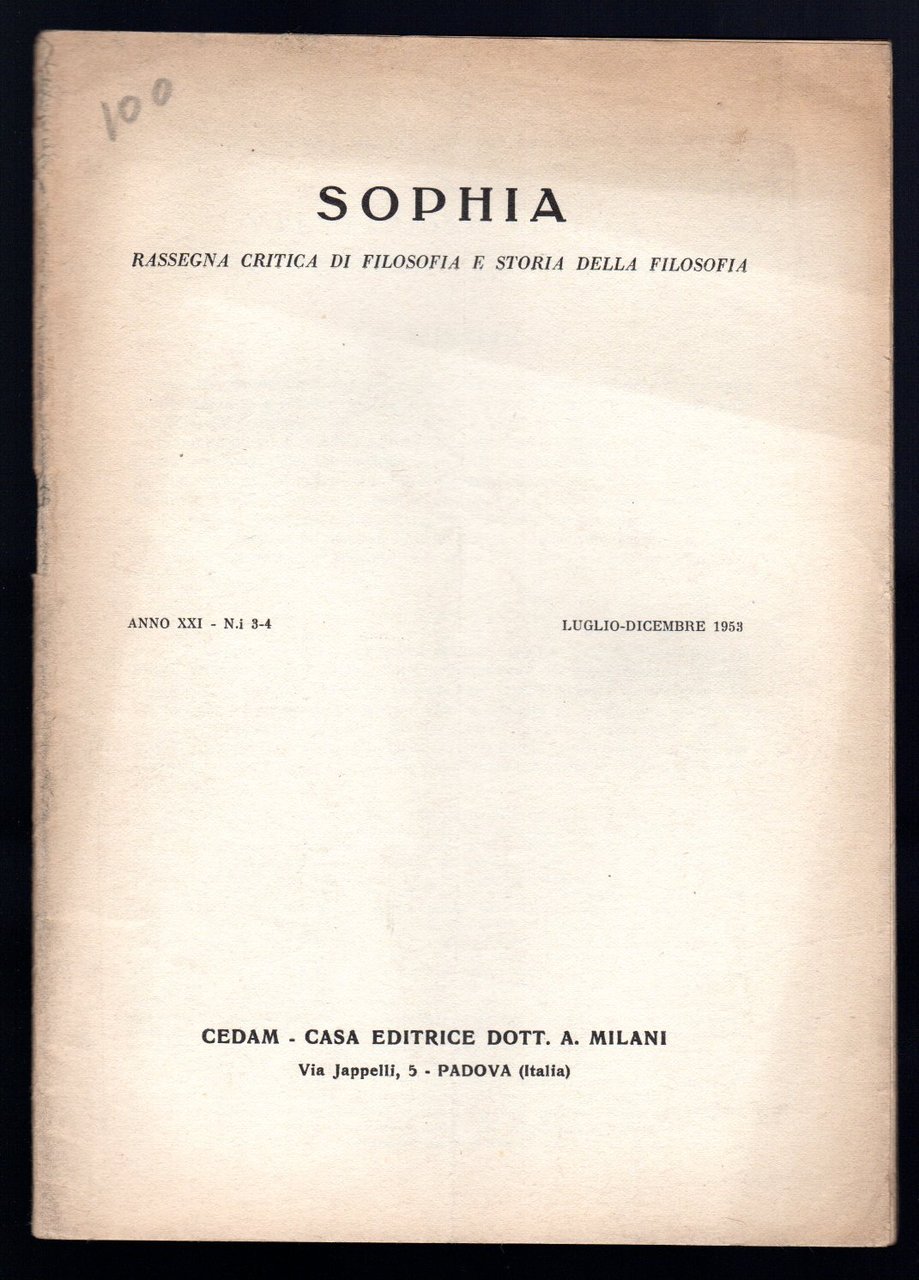 100
SOPHIA
RASSEGNA CRITICA DI FILOSOFIA E STORIA DELLA FILOSOFIA
ANNO XXI - N.i 3-4 LUGLIO-DICEMBRE 1953
CEDAM - CASA EDITRICE DOTT. A. MILANI
Via Jappelli, 5 - PADOVA (Italia)